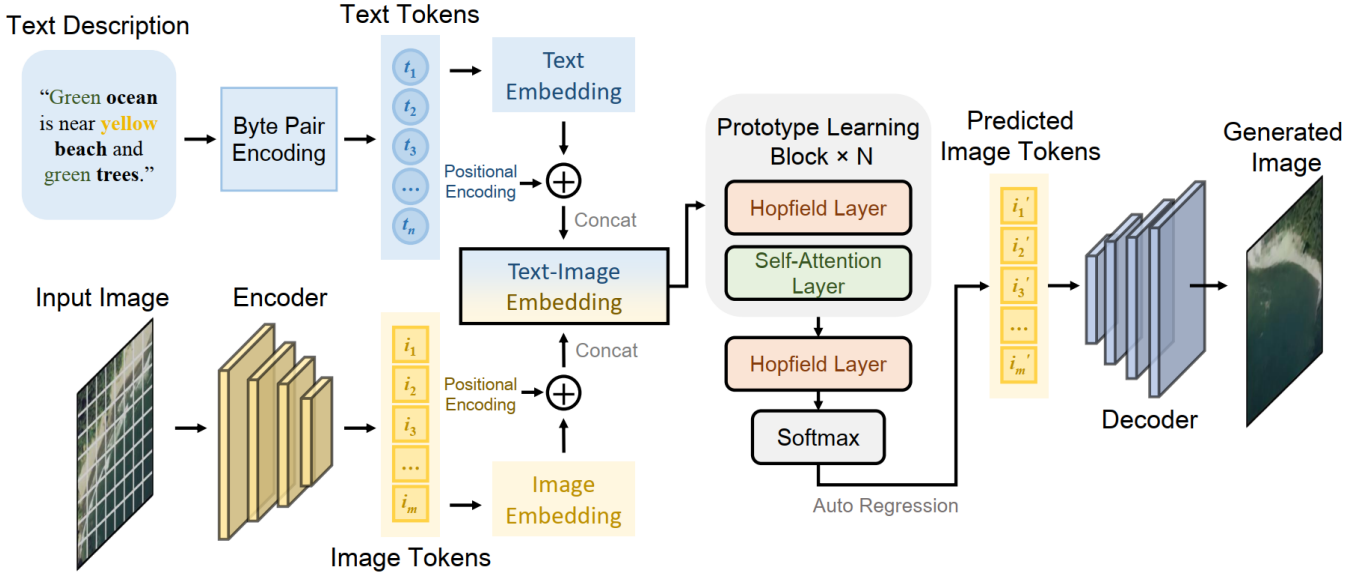 Text Description
“Green ocean
is near yellow
beach and
green trees.”
Byte Pair
Encoding
Text Tokens
t1
t2
t3
...
tn
Text
Embedding
Positional
Encoding
Concat
Text-Image
Embedding
Input Image
Encoder
i1
i2
i3
...
im
Image Tokens
Concat
Positional
Encoding
Image
Embedding
Prototype Learning
Block × N
Hopfield Layer
Self-Attention
Layer
Hopfield Layer
Softmax
Auto Regression
Predicted
Image Tokens
i1′
i2′
i3′
...
im′
Decoder
Generated
Image